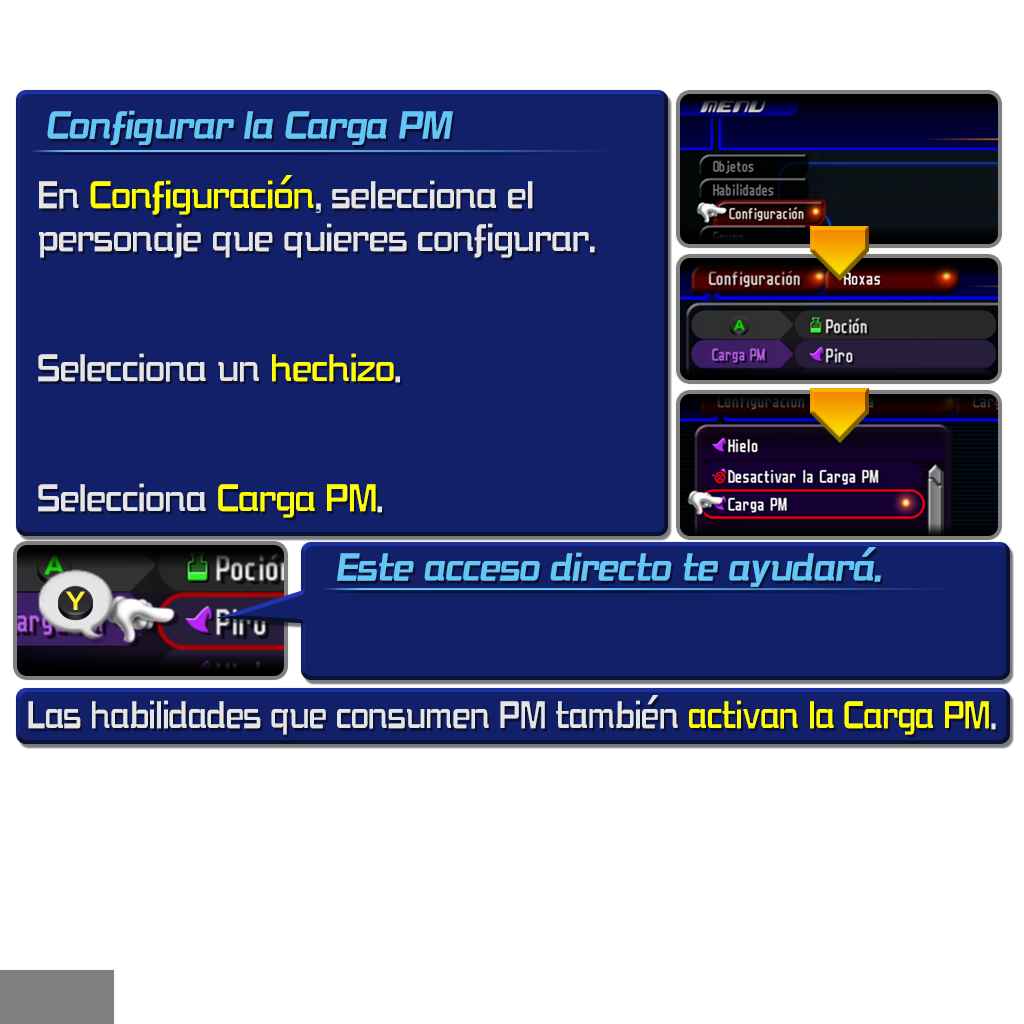 Configurar la Carga PM
En Configuración, selecciona el
personaje que quieres configurar.
Selecciona un hechizo.
Selecciona Carga PM.
MENU
Objetos
Habilidades
Configuración
Grupo
Configuración Roxas
A Poción
Carga PM Piro
Configuración
Hielo
Desactivar la Carga PM
Carga PM
A Poción
Y Piro
Este acceso directo te ayudará.
Las habilidades que consumen PM también activan la Carga PM.